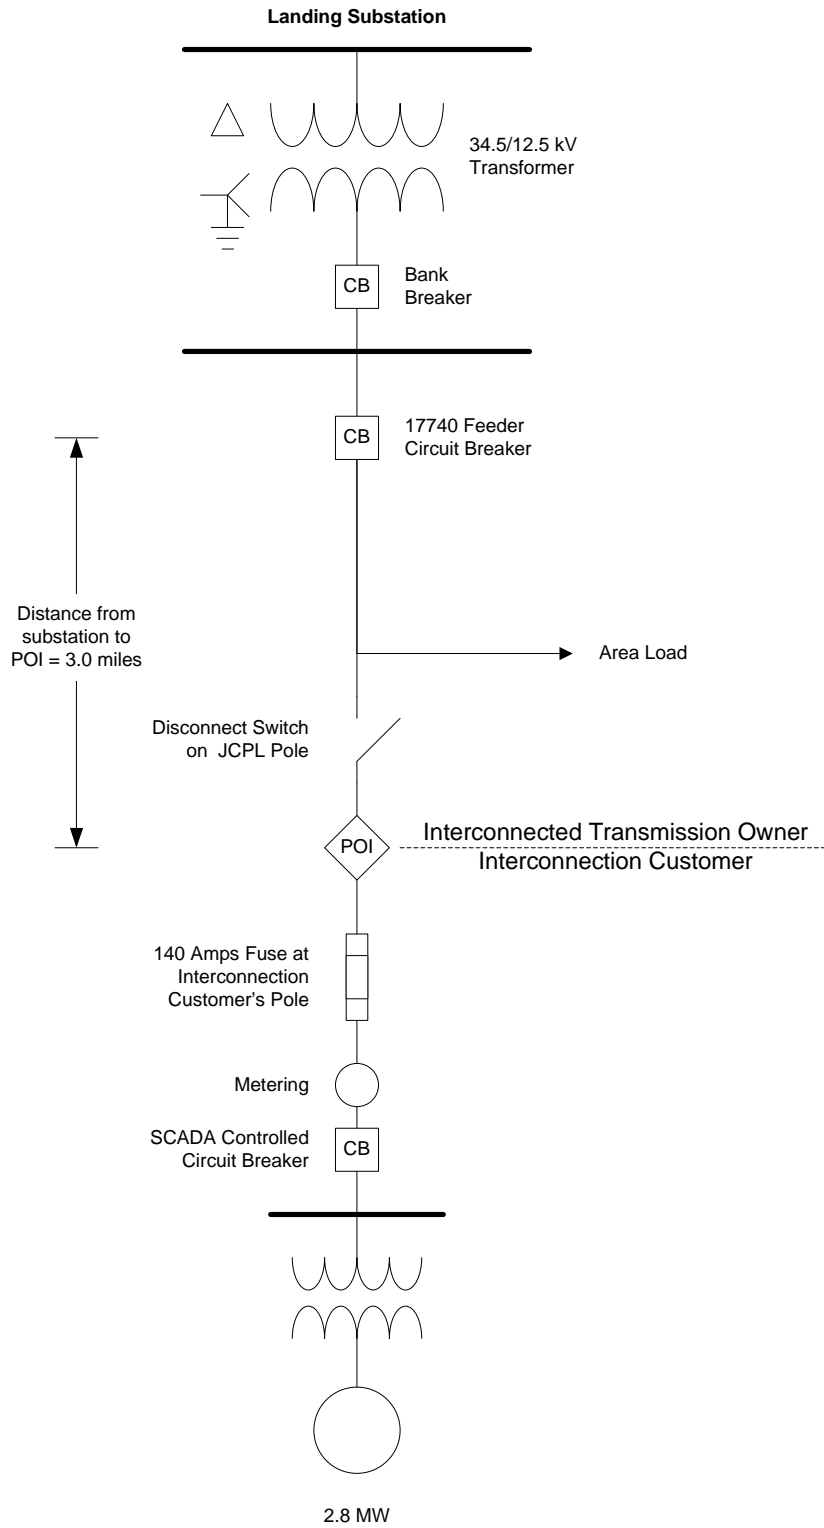 Landing Substation
34.5/12.5 kV
Transformer
CB
Bank
Breaker
CB
17740 Feeder
Circuit Breaker
Distance from
substation to
POI = 3.0 miles
Area Load
Disconnect Switch
on JCPL Pole
POI
Interconnected Transmission Owner
Interconnection Customer
140 Amps Fuse at
Interconnection
Customer's Pole
Metering
SCADA Controlled
Circuit Breaker
CB
2.8 MW